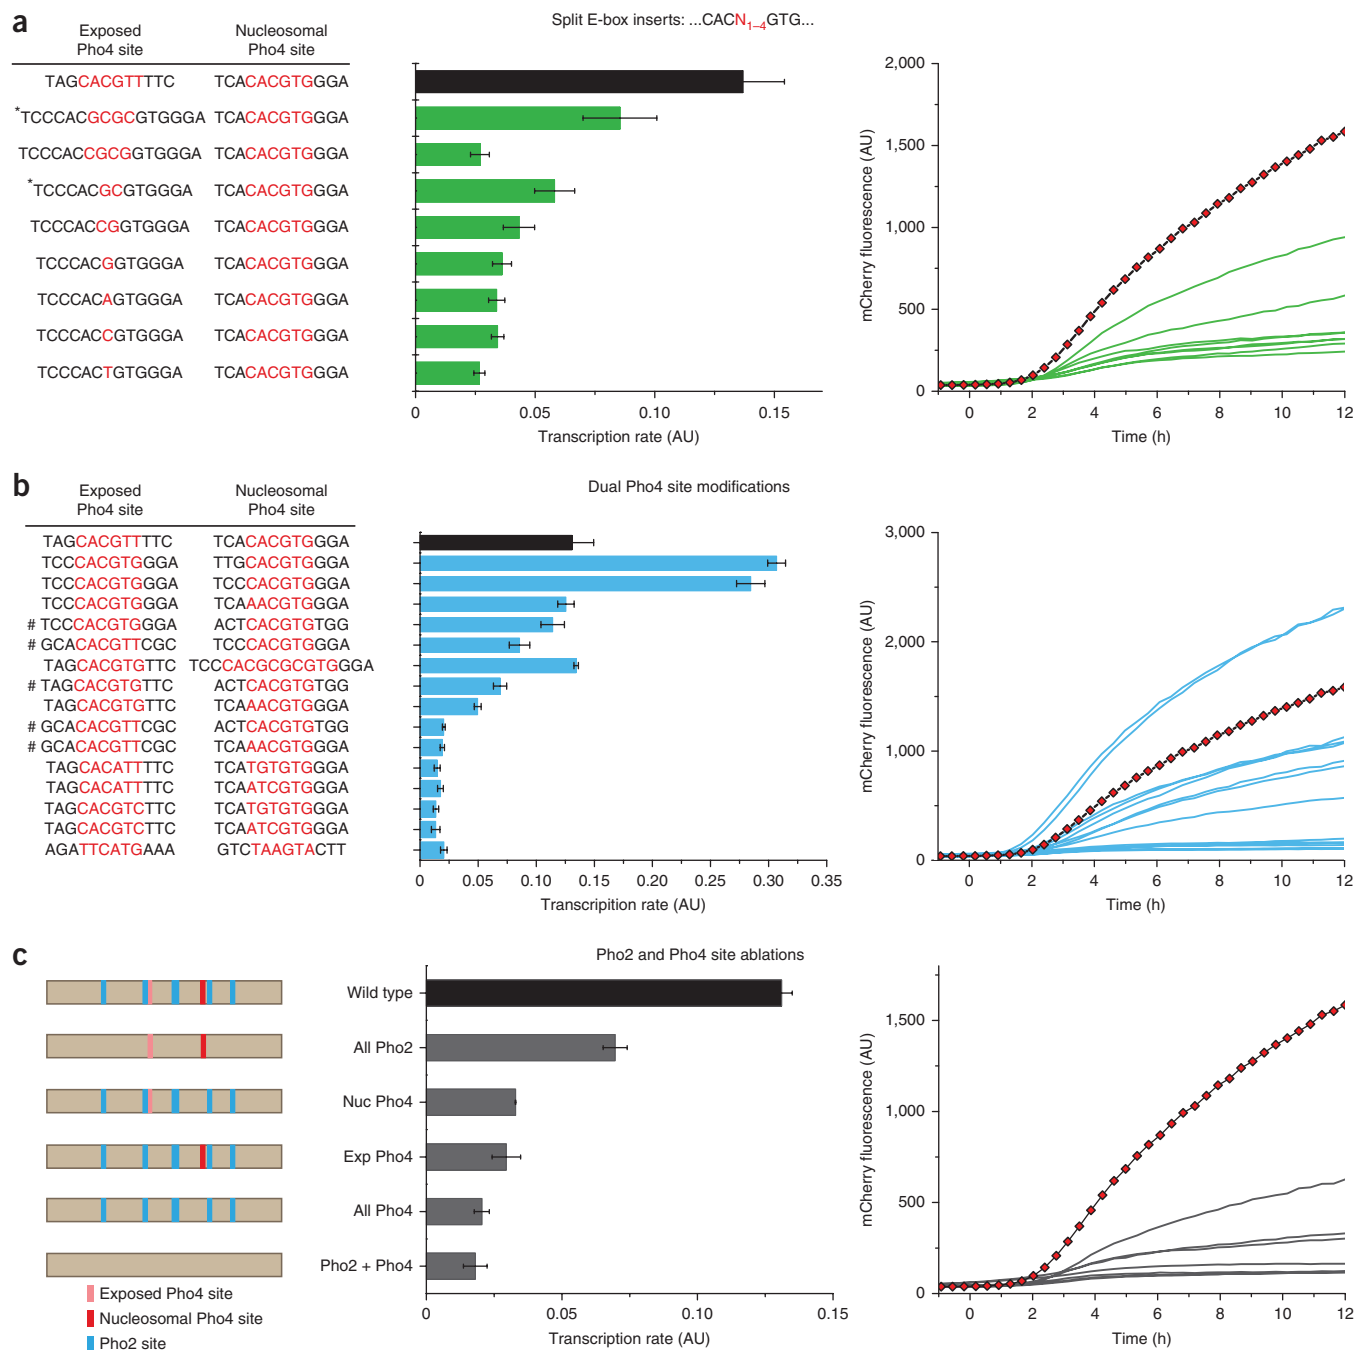 a
Split E-box inserts: ...CACN1–4GTG...
Exposed Pho4 site
Nucleosomal Pho4 site
TAGCACGTTTTC TCACACGTGGGA
*TCCCACGCGCGTGGGA TCACACGTGGGA
TCCCACCGCGGTGGGA TCACACGTGGGA
*TCCCACGCGTGGGA TCACACGTGGGA
TCCCACCGGTGGGA TCACACGTGGGA
TCCCACGGTGGGA TCACACGTGGGA
TCCCACAGTGGGA TCACACGTGGGA
TCCCACCGTGGGA TCACACGTGGGA
TCCCACTGTGGGA TCACACGTGGGA
0 0.05 0.10 0.15
Transcription rate (AU)
mCherry fluorescence (AU)
2,000
1,500
1,000
500
0
0 2 4 6 8 10 12
Time (h)
b
Dual Pho4 site modifications
Exposed Pho4 site
Nucleosomal Pho4 site
TAGCACGTTTTC TCACACGTGGGA
TCCCACGTGGGA TTGCACGTGGGA
TCCCACGTGGGA TCCCACGTGGGA
TCCCACGTGGGA TCAAACGTGGGA
# TCCCACGTGGGA ACTCACGTGTGG
# GCACACGTTCGC TCCCACGTGGGA
TAGCACGTGTTC TCCCACGCGCGTGGGA
# TAGCACGTGTTC ACTCACGTGTGG
TAGCACGTGTTC TCAAACGTGGGA
# GCACACGTTCGC ACTCACGTGTGG
# GCACACGTTCGC TCAAACGTGGGA
TAGCACATTTTC TCATGTGTGGGA
TAGCACATTTTC TCAATCGTGGGA
TAGCACGTCTTC TCATGTGTGGGA
TAGCACGTCTTC TCAATCGTGGGA
AGATTCATGAAA GTCTAAGTACTT
0 0.05 0.10 0.15 0.20 0.25 0.30 0.35
Transcription rate (AU)
mCherry fluorescence (AU)
3,000
2,000
1,000
0
0 2 4 6 8 10 12
Time (h)
c
Pho2 and Pho4 site ablations
Wild type
All Pho2
Nuc Pho4
Exp Pho4
All Pho4
Pho2 + Pho4
Exposed Pho4 site
Nucleosomal Pho4 site
Pho2 site
0 0.05 0.10 0.15
Transcription rate (AU)
mCherry fluorescence (AU)
1,500
1,000
500
0
0 2 4 6 8 10 12
Time (h)